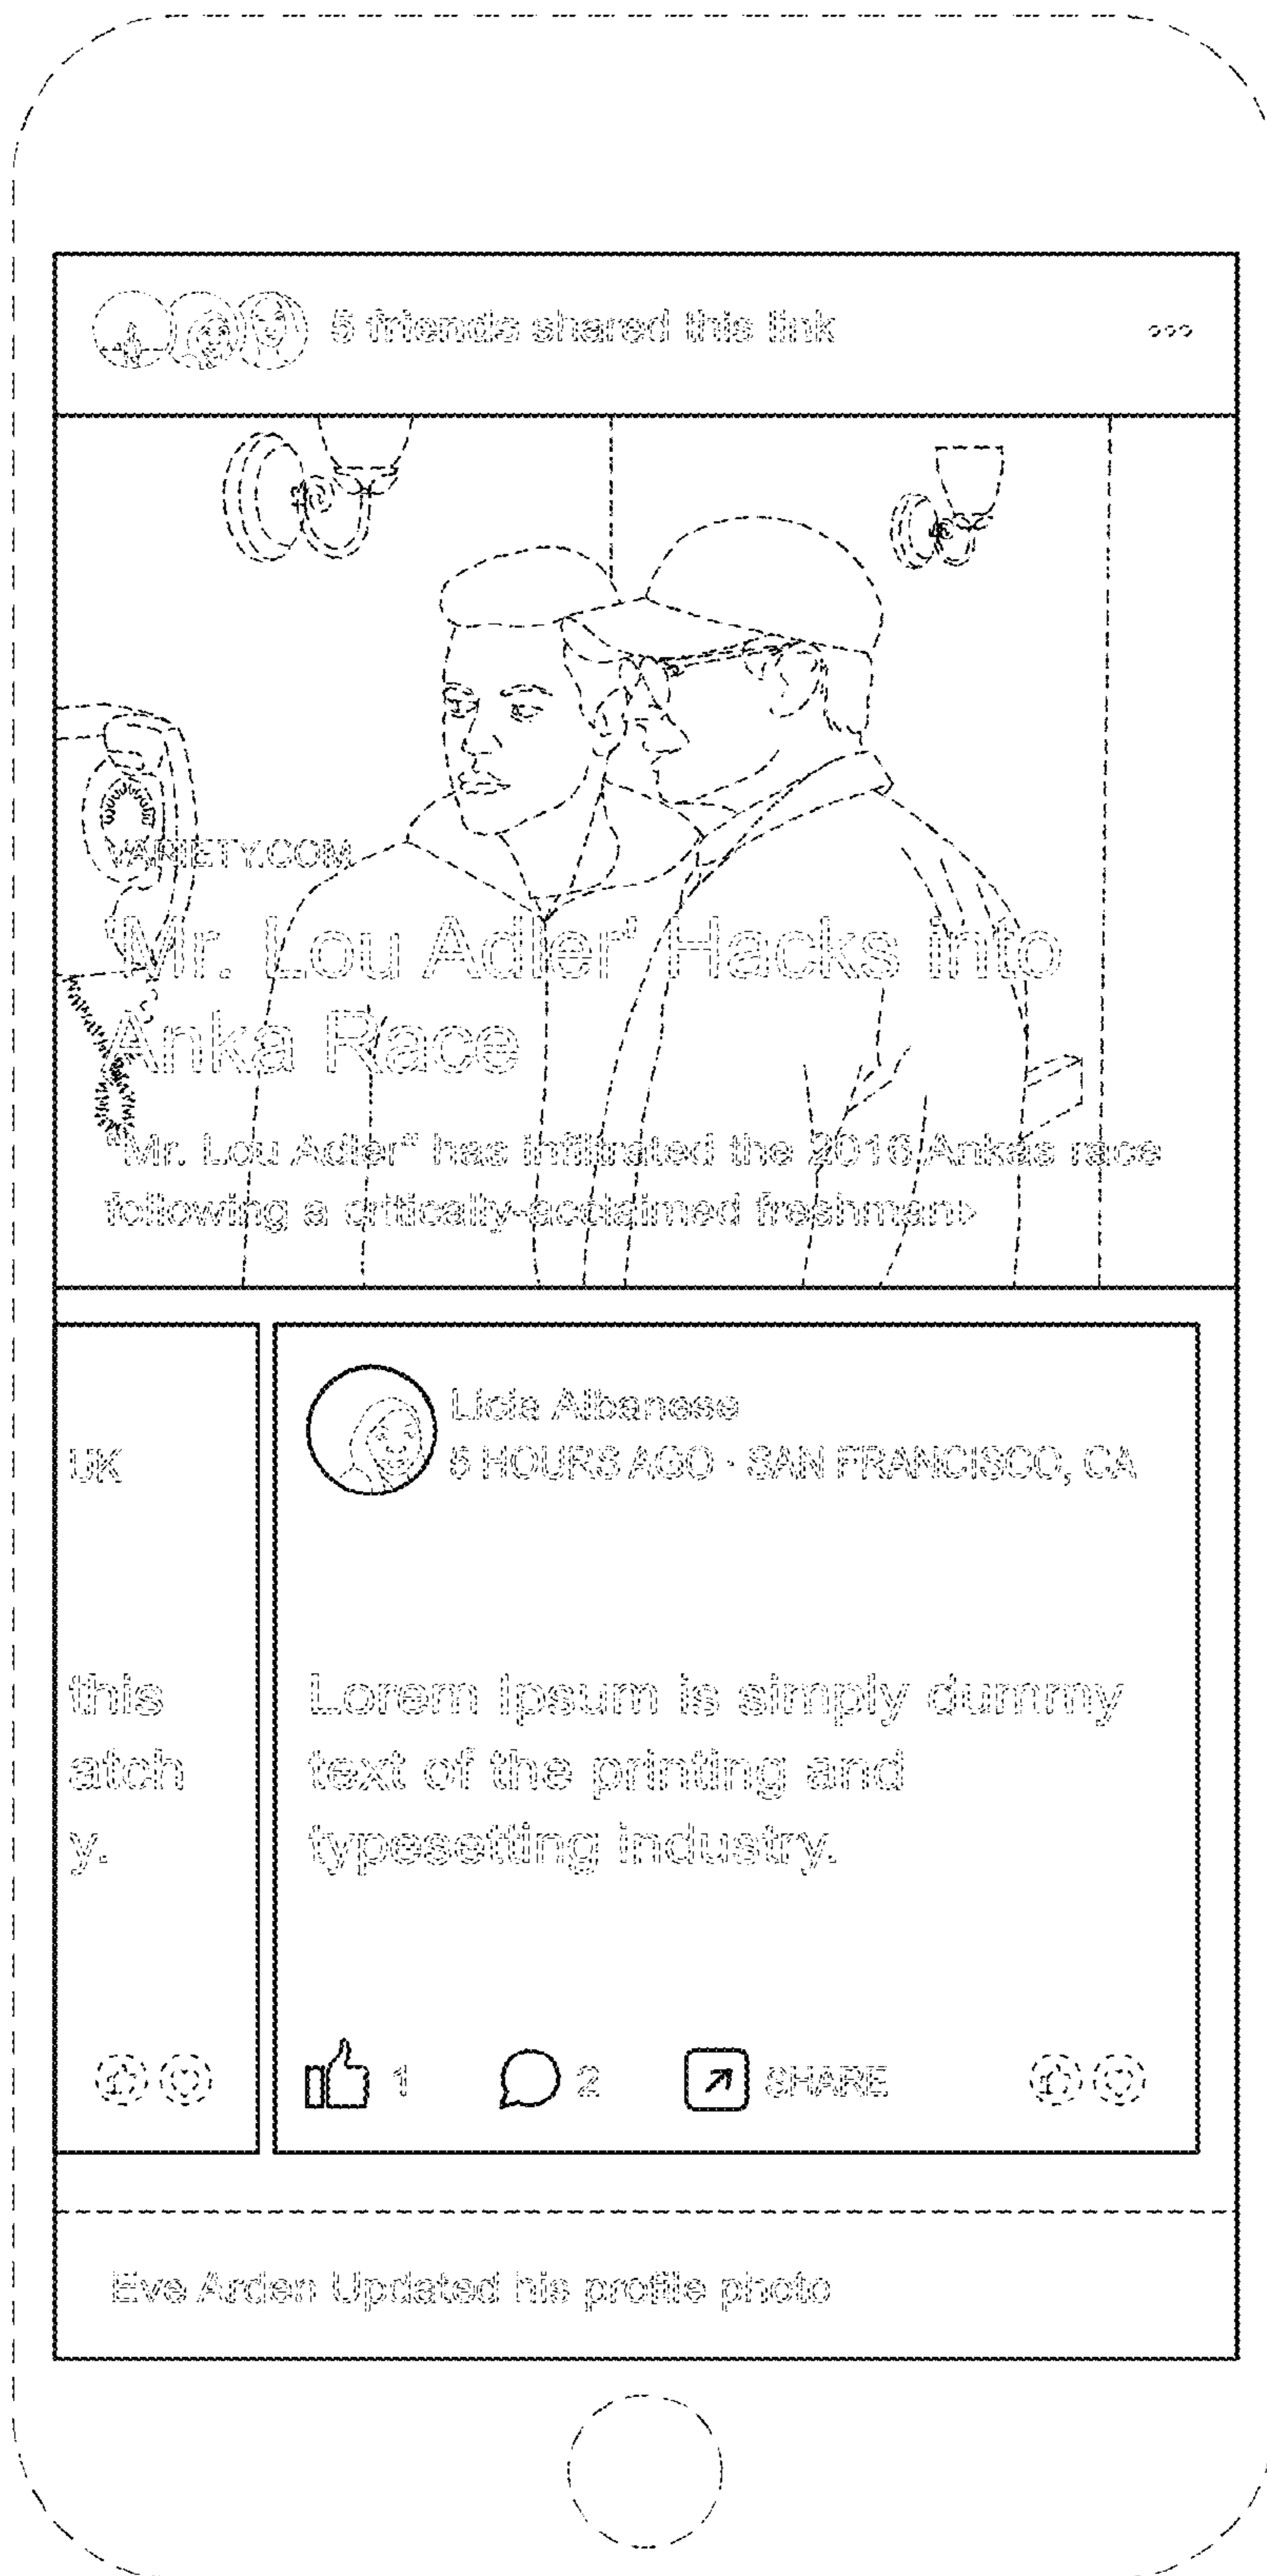 5 friends shared this link
VARIETY.COM
'Mr. Lou Adler' Hacks into
Anka Race
"Mr. Lou Adler" has infiltrated the 2016 Ankas race
following a critically-acclaimed freshman>
UK
Licia Albanese
5 HOURS AGO · SAN FRANCISCO, CA
this
atch
y.
Lorem Ipsum is simply dummy
text of the printing and
typesetting industry.
1 2 SHARE
Eve Arden Updated his profile photo